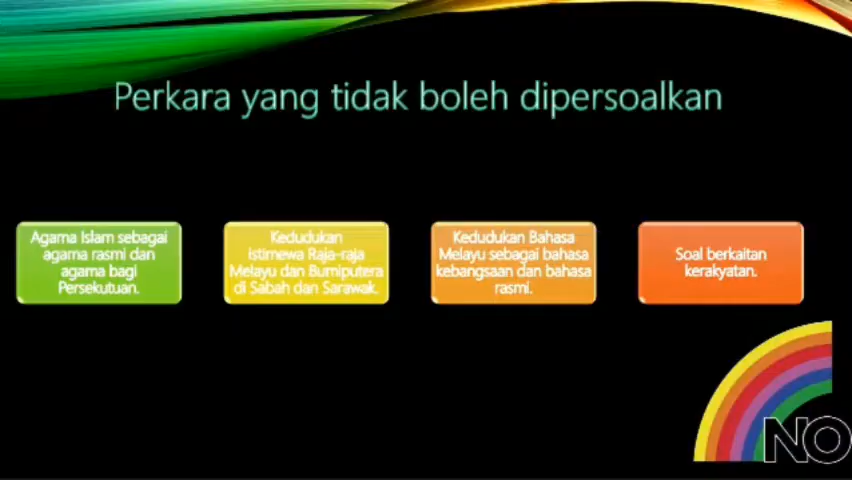 Perkara yang tidak boleh dipersoalkan
Agama Islam sebagai
agama rasmi dan
agama bagi
Persekutuan.
Kedudukan
Istimewa Raja-raja
Melayu dan Bumiputera
di Sabah dan Sarawak.
Kedudukan Bahasa
Melayu sebagai bahasa
kebangsaan dan bahasa
rasmi.
Soal berkaitan
kerakyatan.
NO